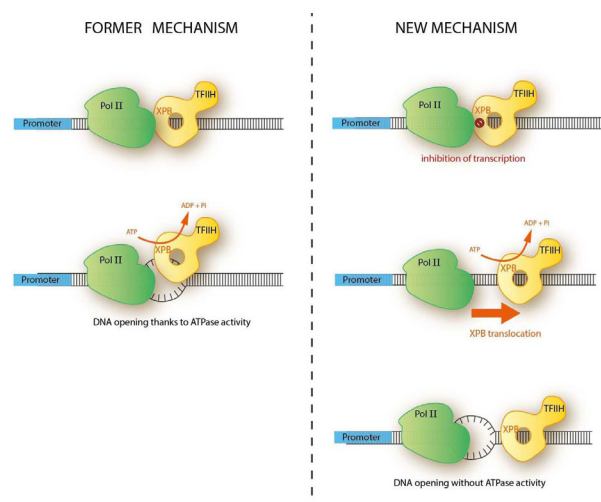 FORMER MECHANISM
NEW MECHANISM
TFIIH
XPB
Pol II
Promoter
TFIIH
XPB
Pol II
Promoter
inhibition of transcription
ADP + Pi
ATP
TFIIH
XPB
Pol II
Promoter
DNA opening thanks to ATPase activity
ADP + Pi
ATP
TFIIH
XPB
Pol II
Promoter
XPB translocation
TFIIH
XPB
Pol II
Promoter
DNA opening without ATPase activity